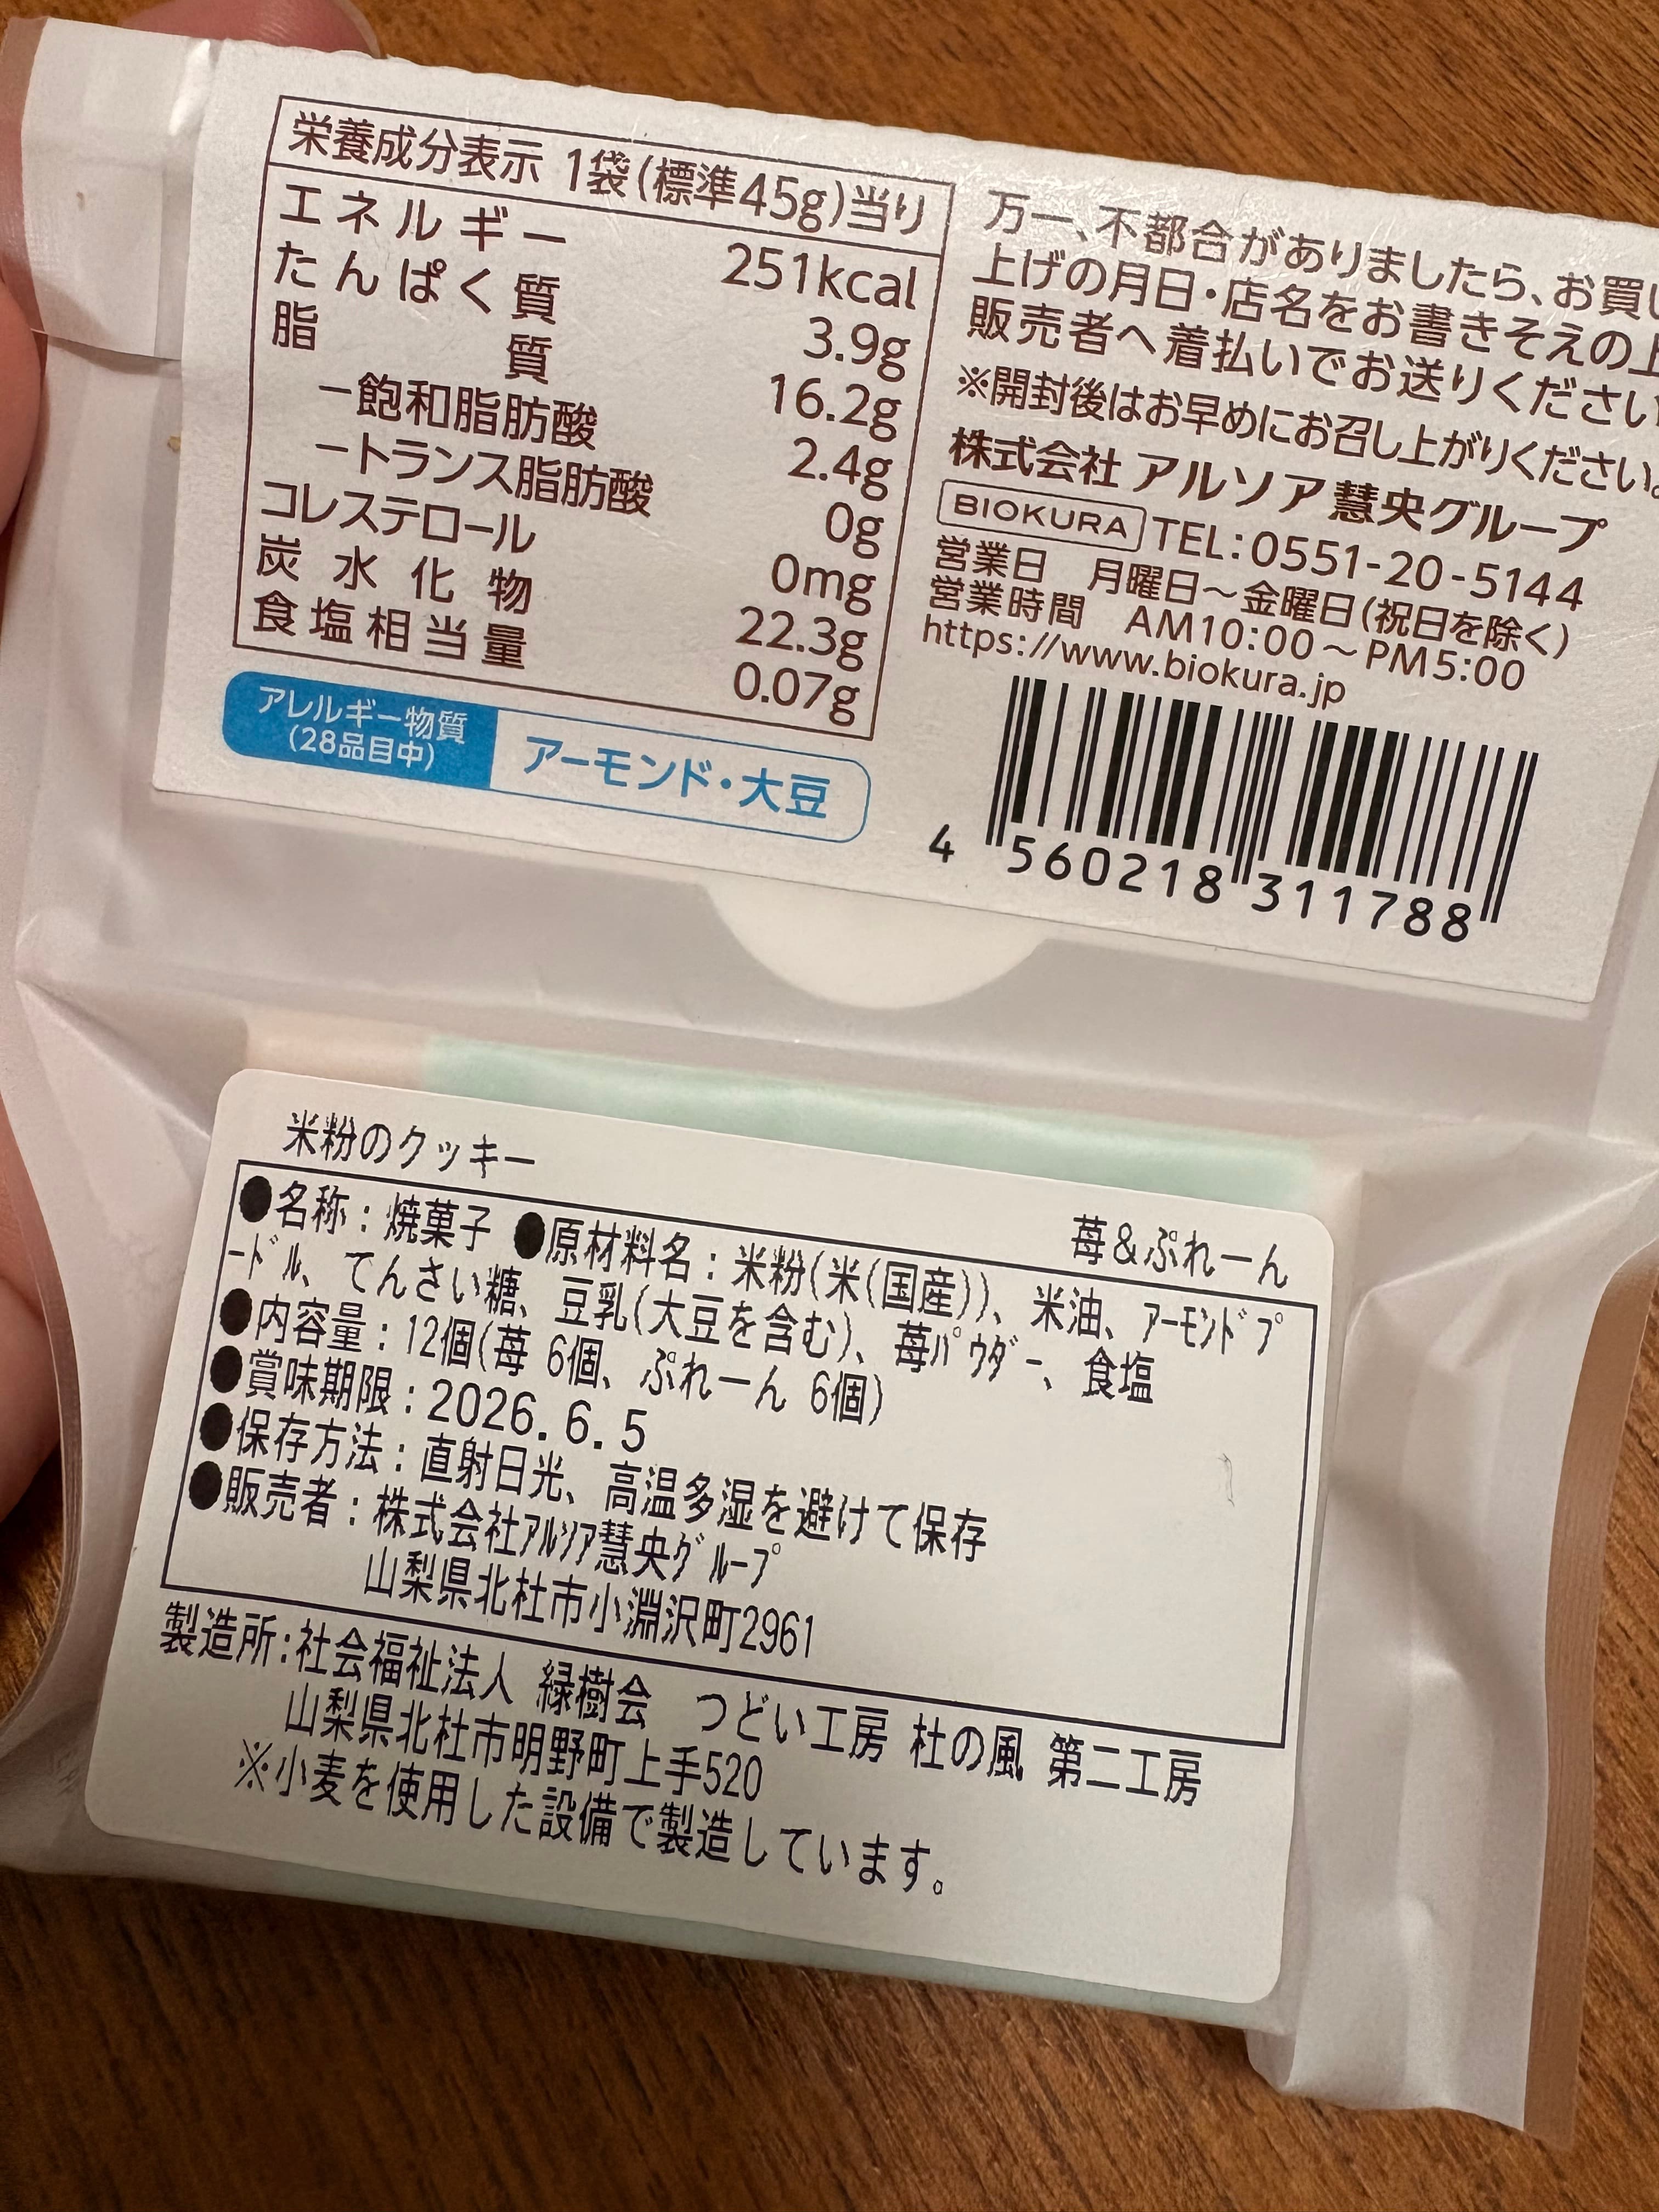 栄養成分表示 1袋(標準45g)当り
エネルギー 251kcal
たんぱく質 3.9g
脂質 16.2g
－飽和脂肪酸 2.4g
－トランス脂肪酸 0g
コレステロール 0mg
炭水化物 22.3g
食塩相当量 0.07g
アレルギー物質
(28品目中)
アーモンド・大豆
万一、不都合がありましたら、お買い
上げの月日・店名をお書きそえの上
販売者へ着払いでお送りください
※開封後はお早めにお召し上がりください。
株式会社 アルソア慧央グループ
BIOKURA TEL:0551-20-5144
営業日 月曜日～金曜日(祝日を除く)
営業時間 AM10:00～PM5:00
https://www.biokura.jp
4 560218 311788
米粉のクッキー
苺&ぷれーん
●名称:焼菓子 ●原材料名:米粉(米(国産))、米油、ｱｰﾓﾝﾄﾞﾌﾟ
ｰﾄﾞﾙ、てんさい糖、豆乳(大豆を含む)、苺ﾊﾟｳﾀﾞｰ、食塩
●内容量:12個(苺 6個、ぷれーん 6個)
●賞味期限:2026.6.5
●保存方法:直射日光、高温多湿を避けて保存
●販売者:株式会社ｱﾙｿｱ慧央ｸﾞﾙｰﾌﾟ
山梨県北杜市小淵沢町2961
製造所:社会福祉法人 緑樹会 つどい工房 杜の風 第二工房
山梨県北杜市明野町上手520
※小麦を使用した設備で製造しています。